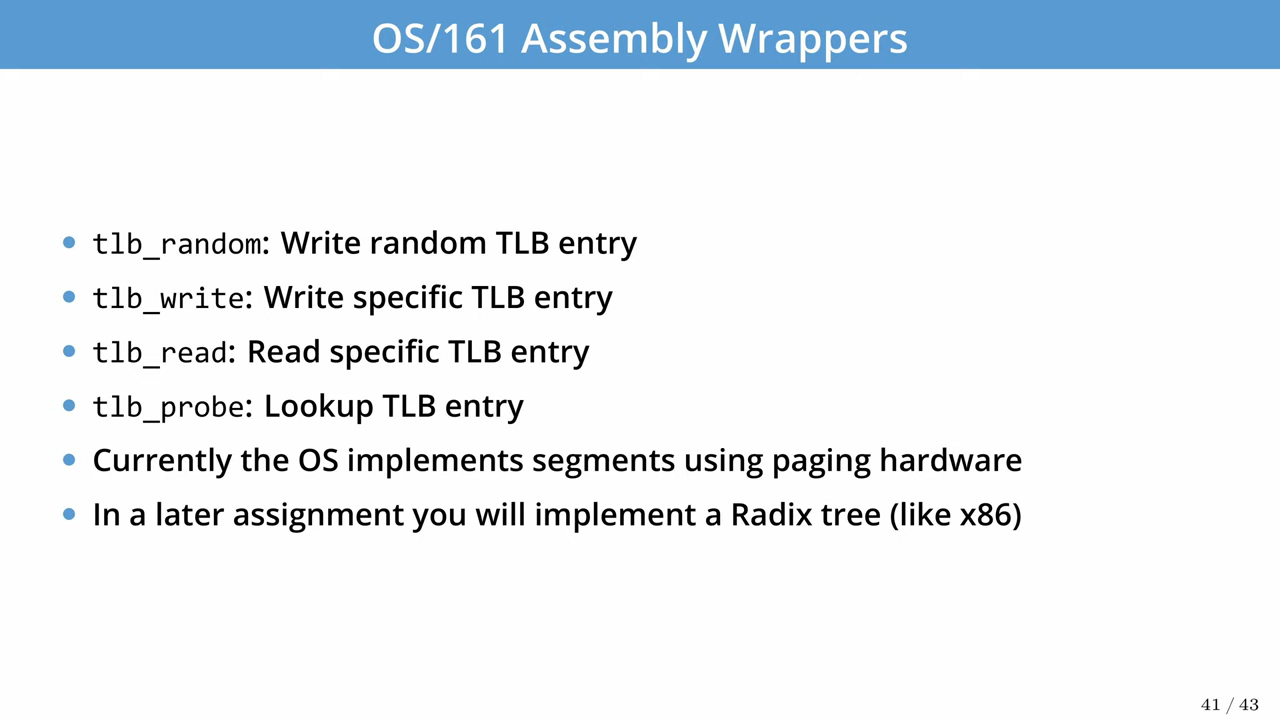 OS/161 Assembly Wrappers
• tlb_random: Write random TLB entry
• tlb_write: Write specific TLB entry
• tlb_read: Read specific TLB entry
• tlb_probe: Lookup TLB entry
• Currently the OS implements segments using paging hardware
• In a later assignment you will implement a Radix tree (like x86)
41 / 43